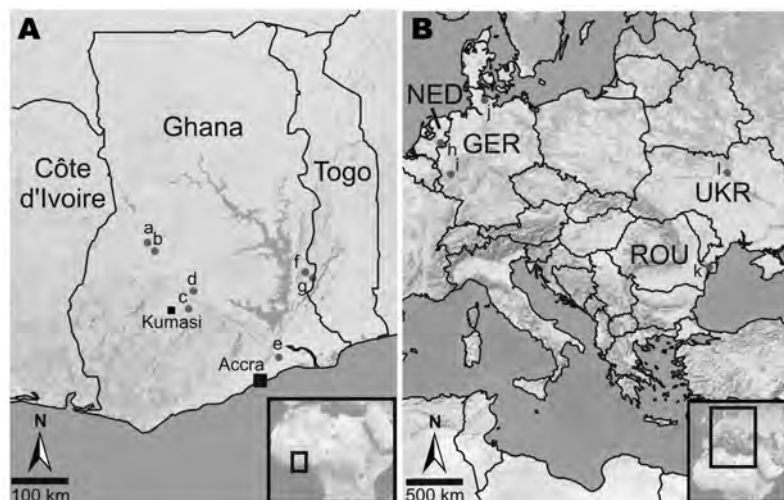 A
Ghana
Côte
d'Ivoire
Togo
a
b
f
g
d
c
Kumasi
e
Accra
N
100 km
B
NED
j
h
GER
i
l
UKR
ROU
k
N
500 km